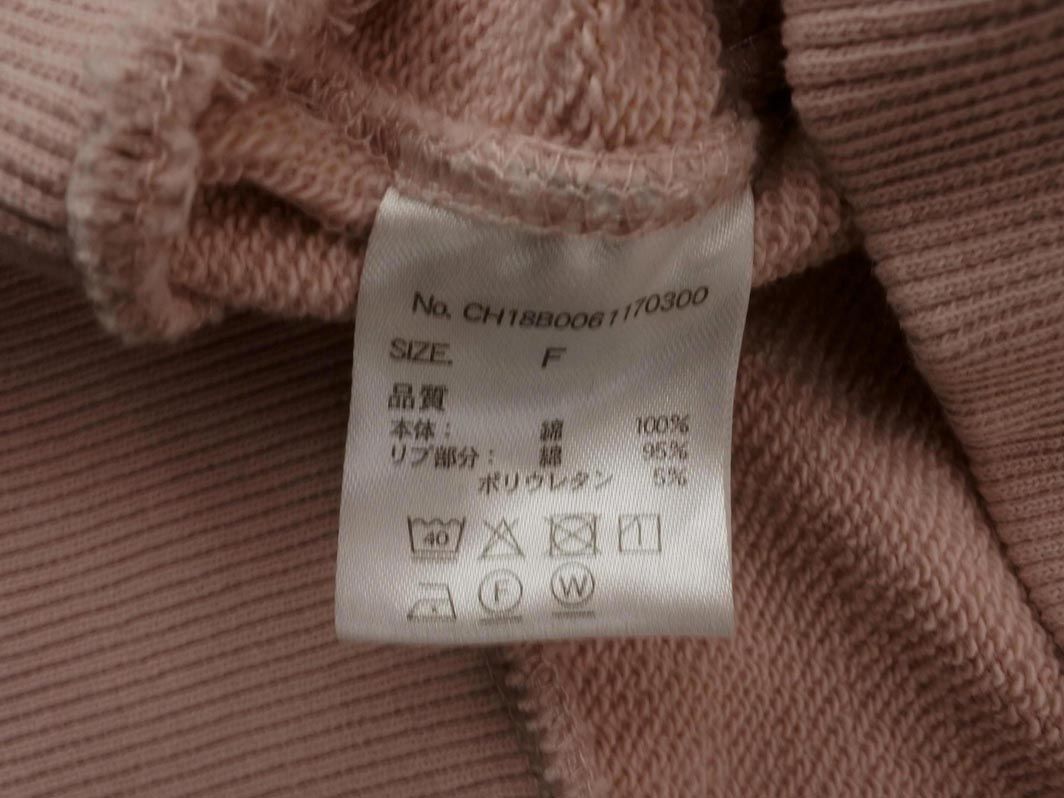 No. CH18B0061170300
SIZE. F
品質
本体： 綿 100%
リブ部分： 綿 95%
ポリウレタン 5%
40
F W